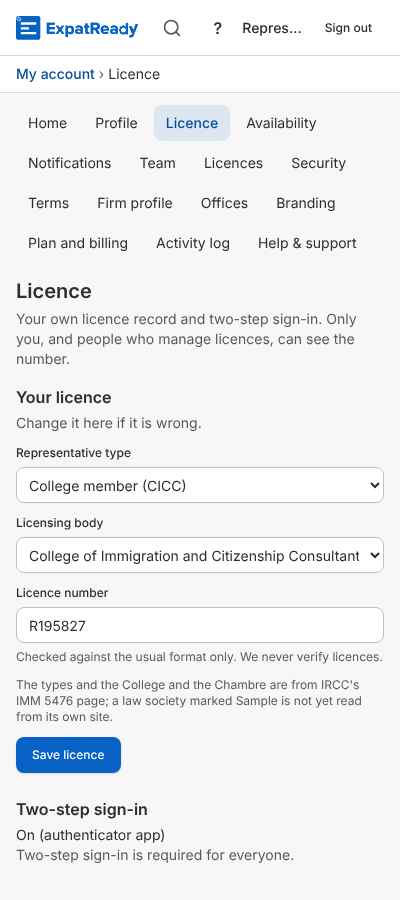 ExpatReady ? Repres... Sign out
My account › Licence
Home Profile Licence Availability
Notifications Team Licences Security
Terms Firm profile Offices Branding
Plan and billing Activity log Help & support
Licence
Your own licence record and two-step sign-in. Only
you, and people who manage licences, can see the
number.
Your licence
Change it here if it is wrong.
Representative type
College member (CICC)
Licensing body
College of Immigration and Citizenship Consultant
Licence number
R195827
Checked against the usual format only. We never verify licences.
The types and the College and the Chambre are from IRCC's
IMM 5476 page; a law society marked Sample is not yet read
from its own site.
Save licence
Two-step sign-in
On (authenticator app)
Two-step sign-in is required for everyone.